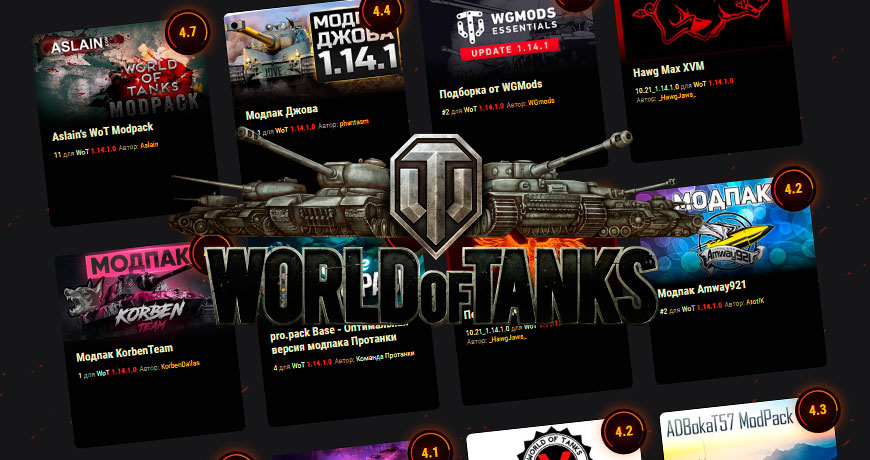 4.7
ASLAIN
WORLD
OF
TANKS
MODPACK
Aslain's WoT Modpack
11 для WoT 1.14.1.0 Автор: Aslain
4.4
ДЖОВА
1.14.1
Модпак Джова
для WoT 1.14.1.0 Автор: phantasm
WGMODS
ESSENTIALS
UPDATE 1.14.1
Подборка от WGMods
#2 для WoT 1.14.1.0 Автор: WGmods
Hawg Max XVM
10.21_1.14.1.0 для WoT 1.14.1.0
Автор: _HawgJaws_
WORLD OF TANKS
МОДПАК
KORBEN
TEAM
Модпак KorbenTeam
1 для WoT 1.14.1.0 Автор: KorbenDallas
pro.pack Base - Оптимальная
версия модпака Протанки
4 для WoT 1.14.1.0 Автор: Команда Протанки
10.21_1.14.1.0 для WoT
Автор: _HawgJaws_
4.2
МОДПАК
Amway921
Модпак Amway921
#2 для WoT 1.14.1.0 Автор: AtotIK
4.1
4.2
WORLD OF TANKS
4.3
ADBokaT57 ModPack